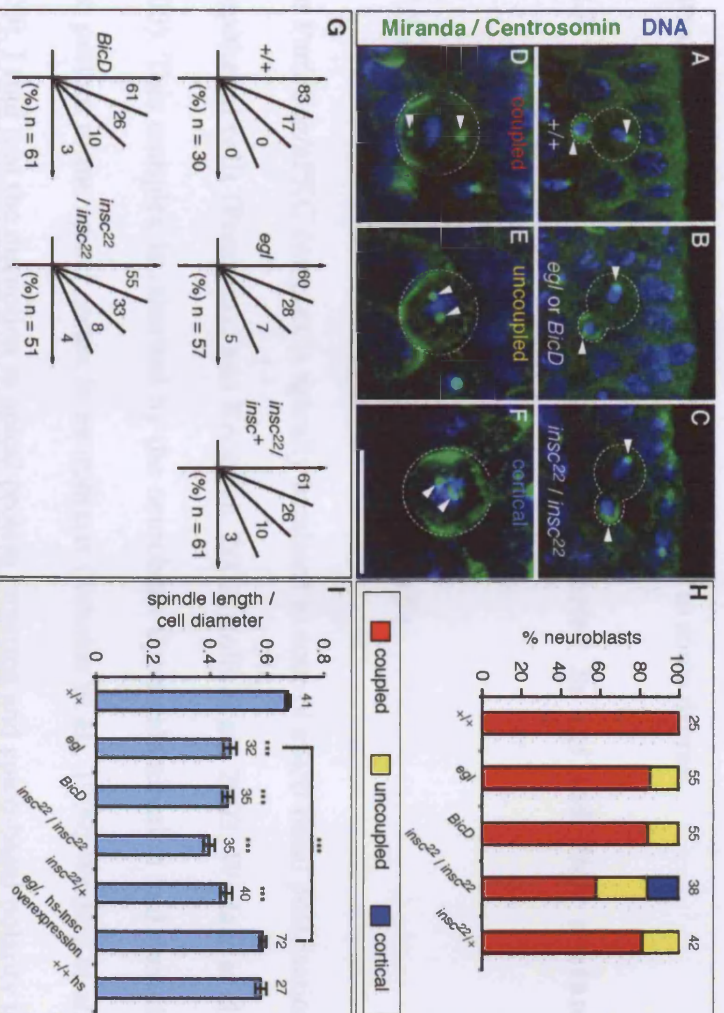 Miranda / Centrosomin DNA
A
+/+
B
egl or BicD
C
insc22 / insc22
D
coupled
E
uncoupled
F
cortical
G
+/+
83
17
0
0
(%) n = 30
egl
60
28
7
5
(%) n = 57
insc22/
insc+
61
26
10
3
(%) n = 61
BicD
61
26
10
3
(%) n = 61
insc22
/ insc22
55
33
8
4
(%) n = 51
H
% neuroblasts
100
80
60
40
20
0
25
55
55
38
42
+/+
egl
BicD
insc22 / insc22
insc22/+
coupled
uncoupled
cortical
I
spindle length /
cell diameter
0.8
0.6
0.4
0.2
0
***
41
32
***
35
***
35
***
40
***
72
27
+/+
egl
BicD
insc22 / insc22
insc22/+
egl, hs-Insc
overexpression
+/+ hs